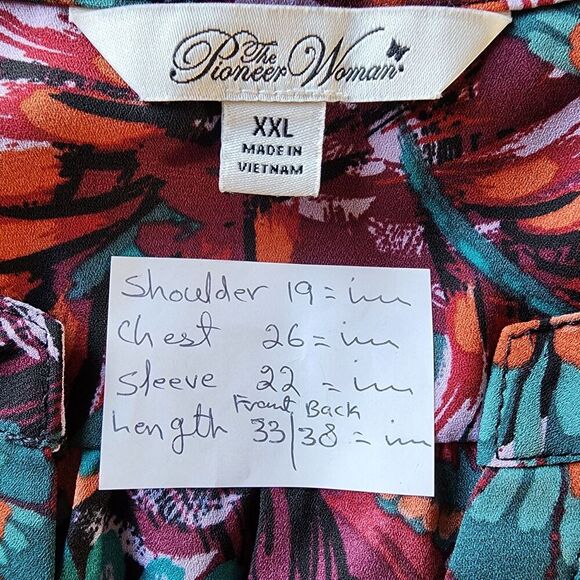 The
Pioneer Woman
XXL
MADE IN
VIETNAM
Shoulder 19 = in
Chest 26 = in
Sleeve 22 = in
Front Back
Length 33/38 = in